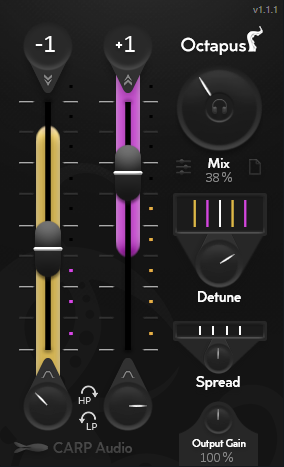 v1.1.1
-1
+1
Octapus
Mix
38 %
Detune
Spread
HP
LP
Output Gain
100 %
CARP Audio